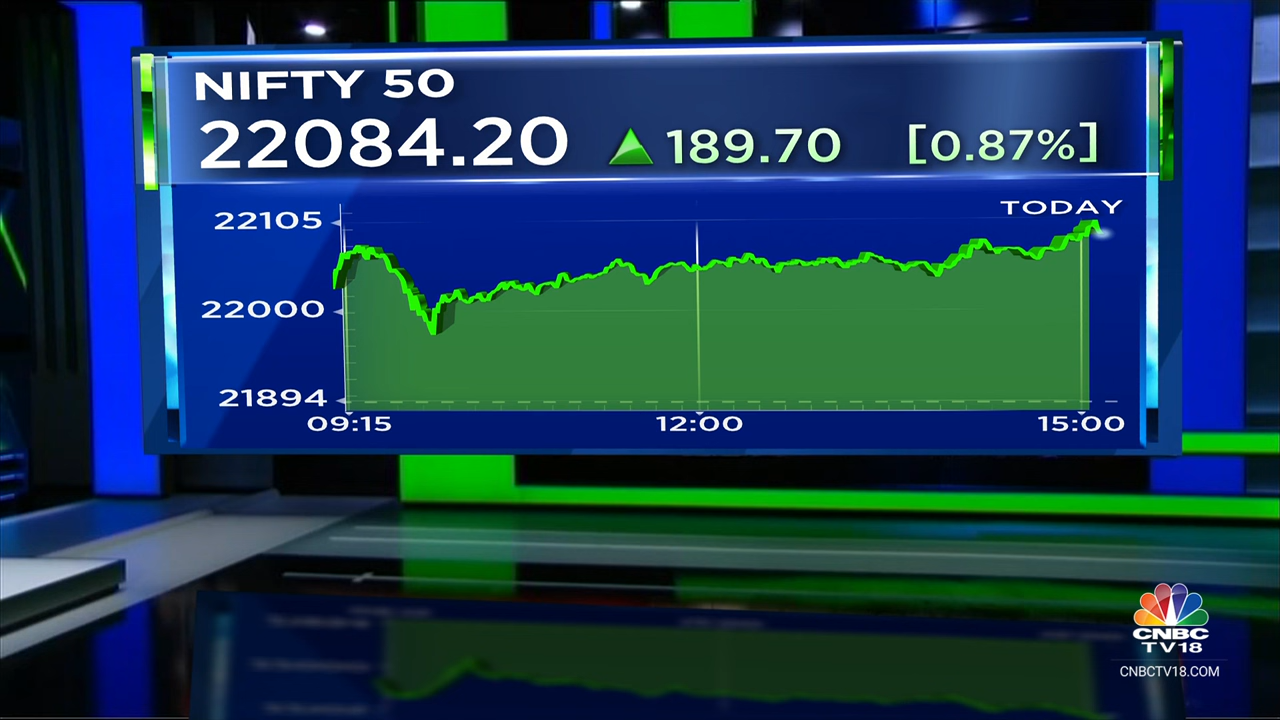 NIFTY 50
22084.20 ▲ 189.70 [0.87%]
TODAY
22105
22000
21894
09:15 12:00 15:00
CNBC
TV18
CNBCTV18.COM